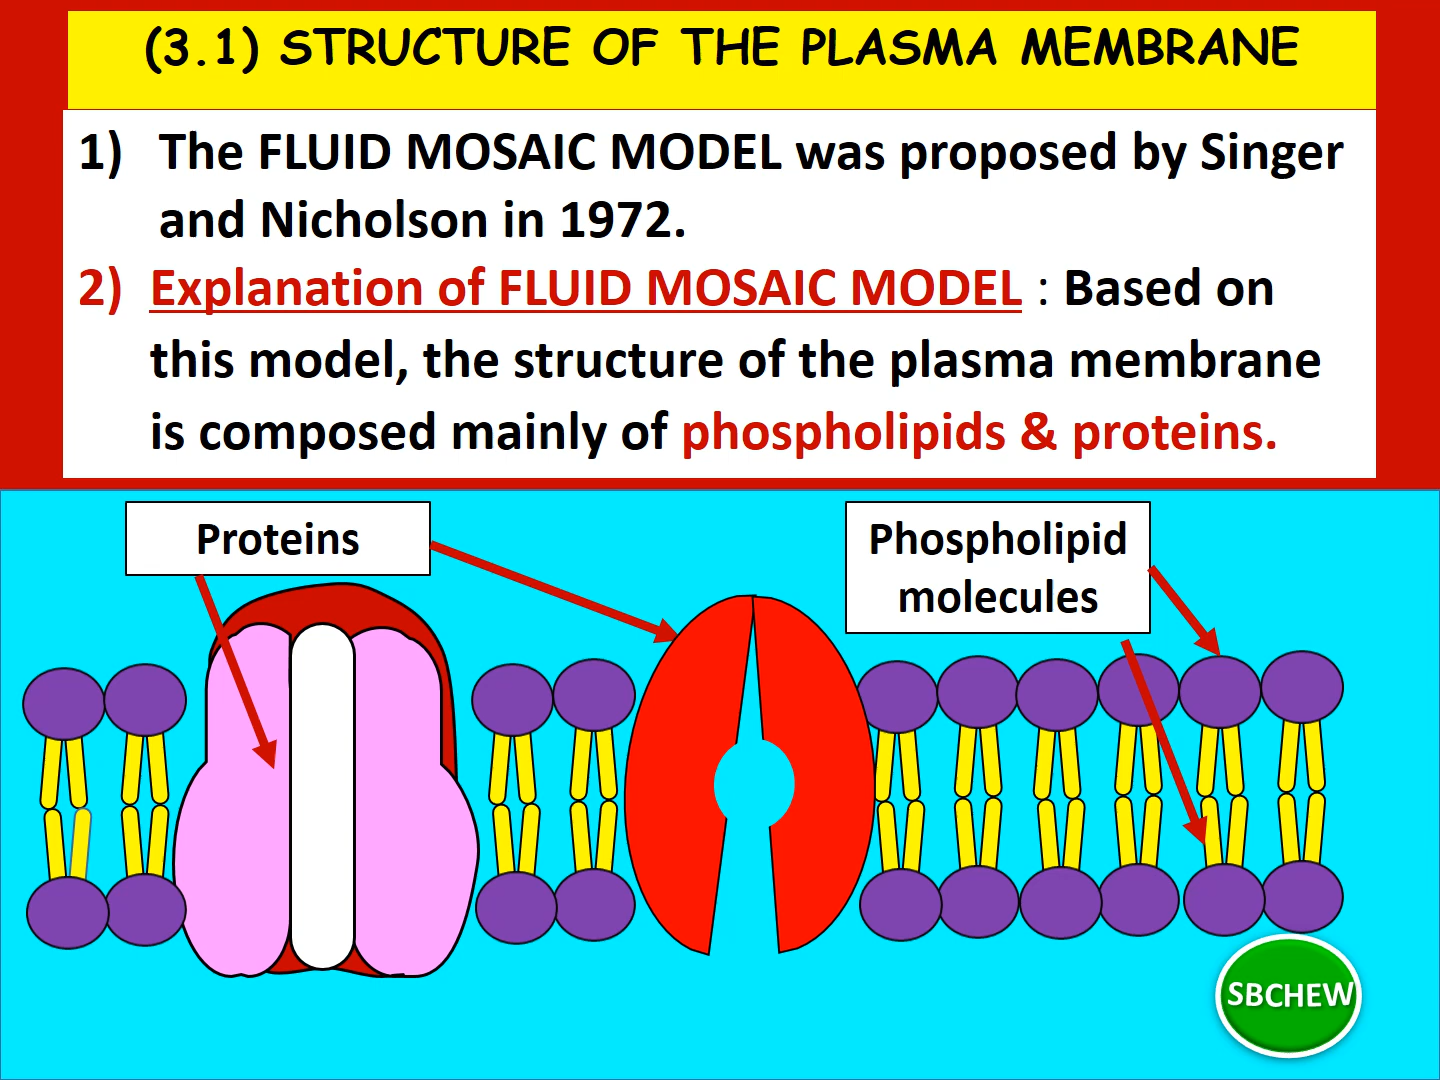 (3.1) STRUCTURE OF THE PLASMA MEMBRANE
1) The FLUID MOSAIC MODEL was proposed by Singer
and Nicholson in 1972.
2) Explanation of FLUID MOSAIC MODEL : Based on
this model, the structure of the plasma membrane
is composed mainly of phospholipids & proteins.
Proteins
Phospholipid
molecules
SBCHEW